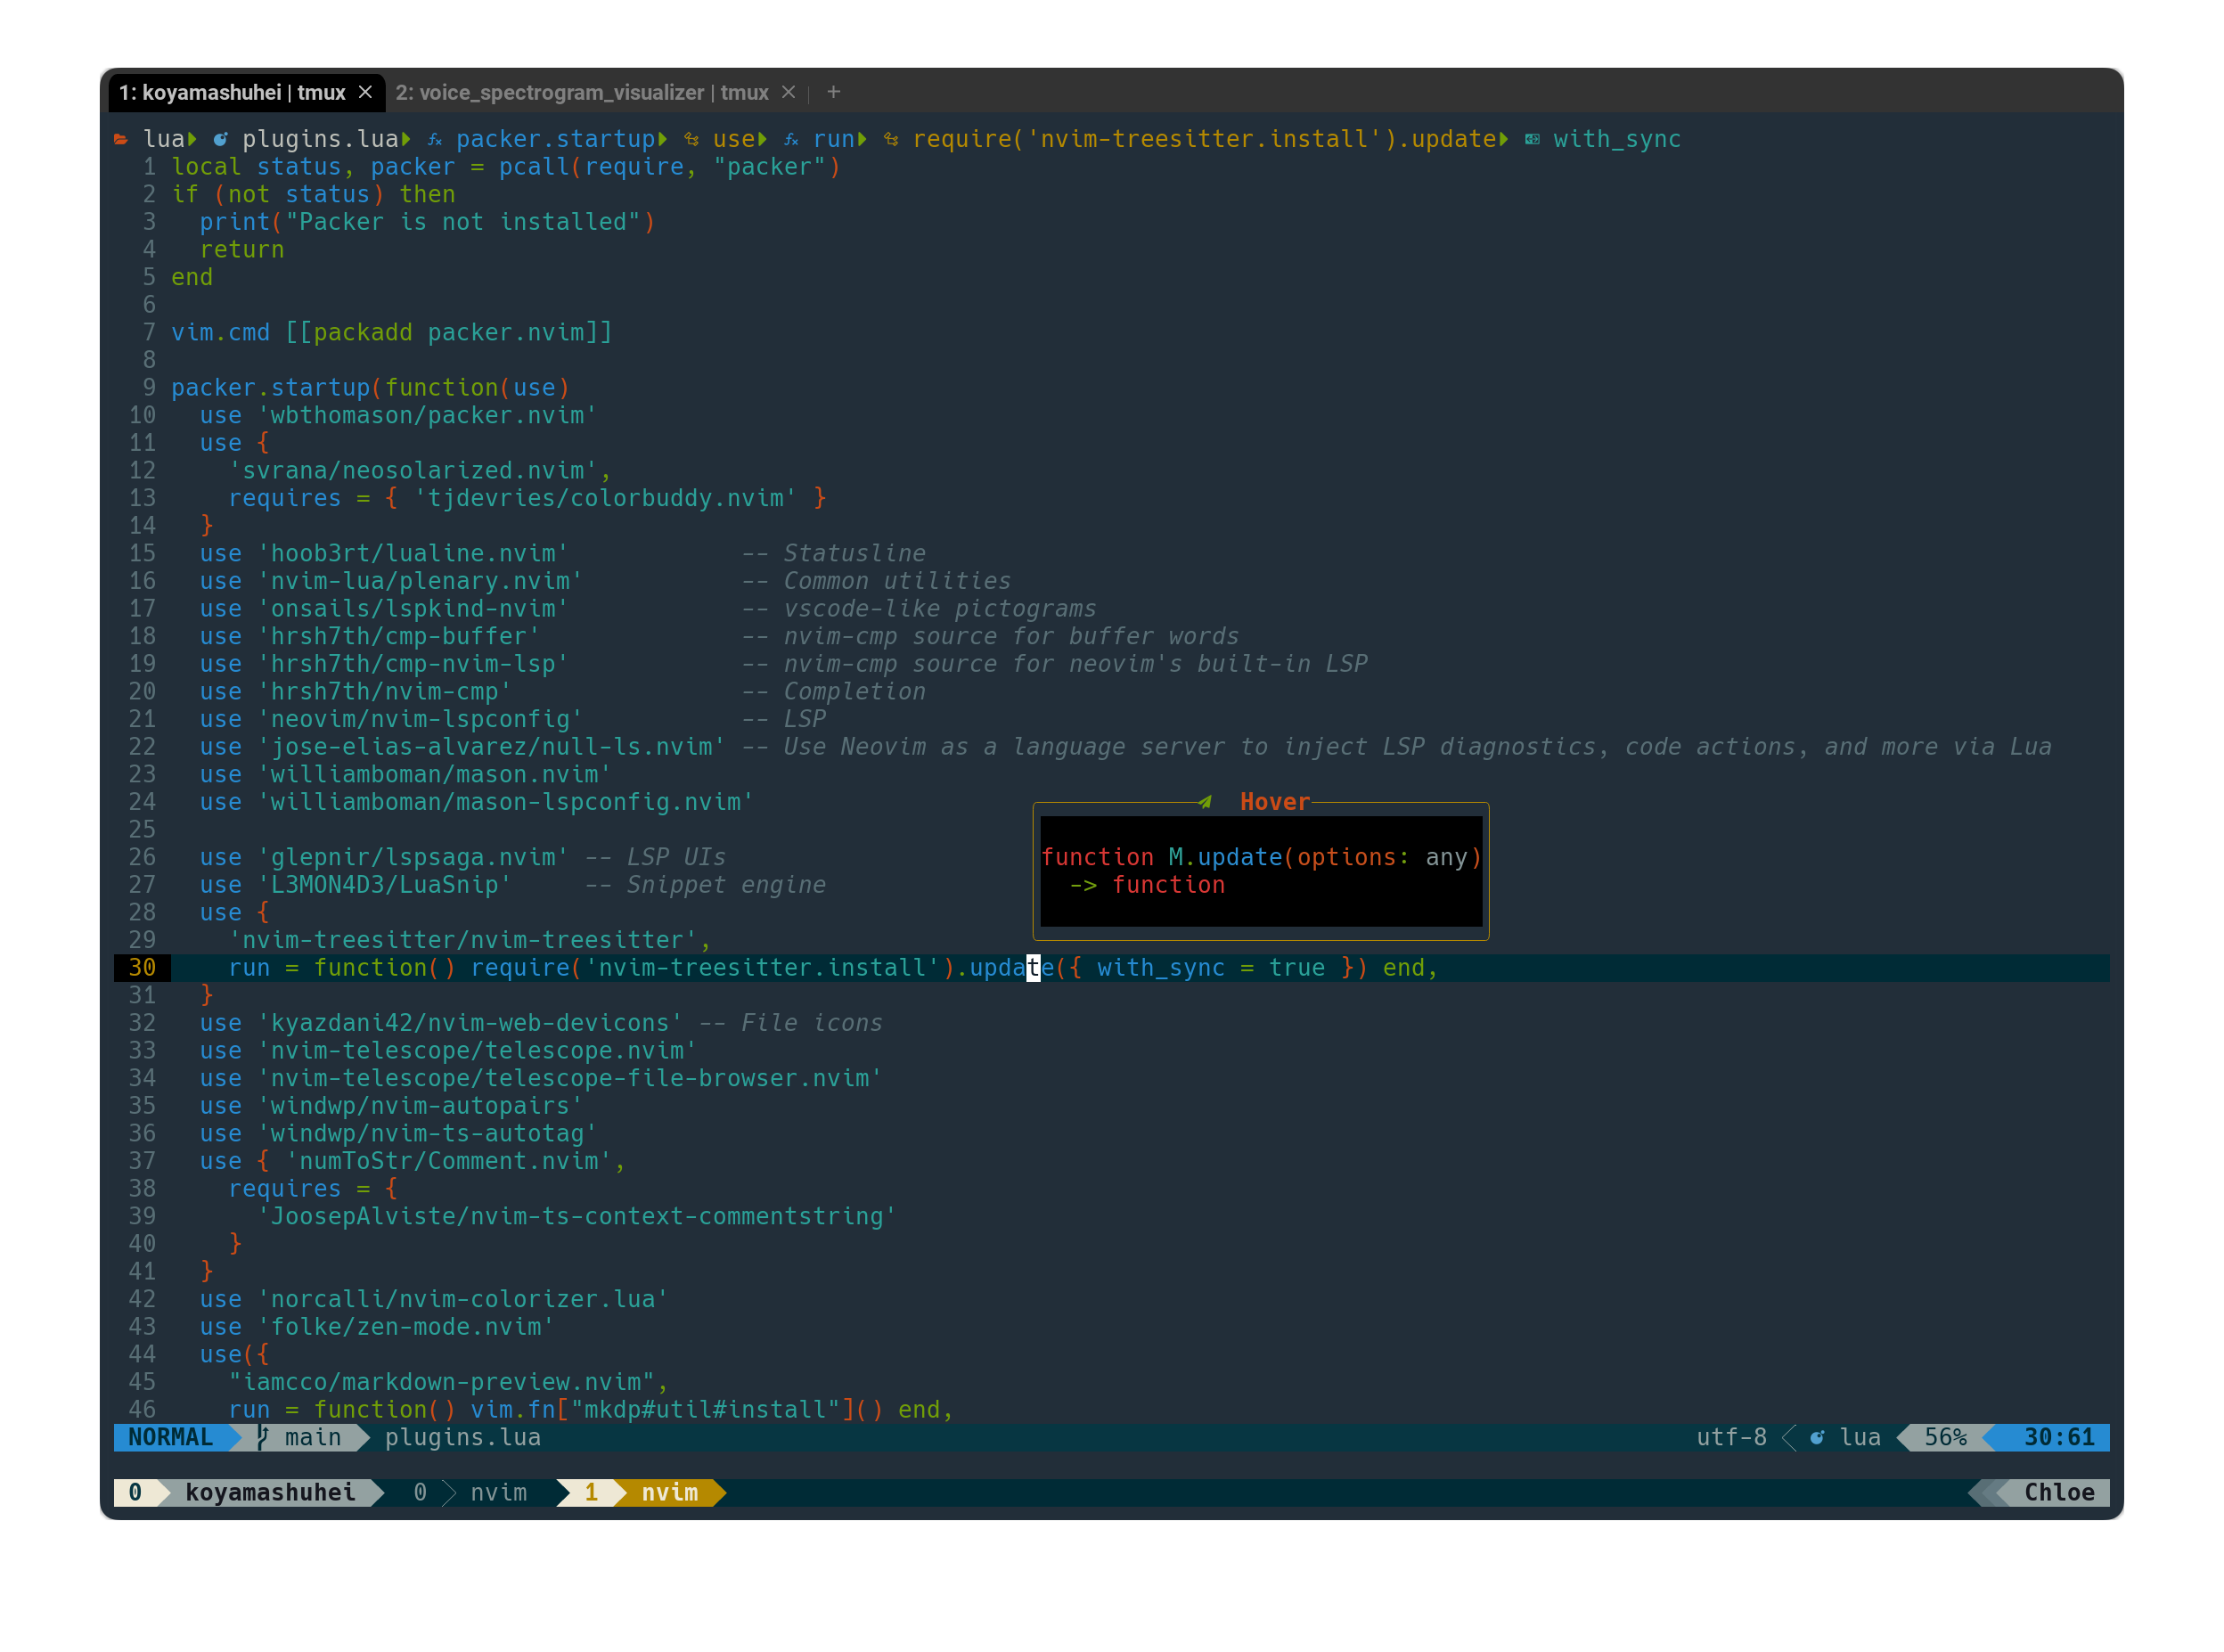 1: koyamashuhei | tmux × 2: voice_spectrogram_visualizer | tmux × +
lua plugins.lua packer.startup use run require('nvim-treesitter.install').update with_sync
1 local status, packer = pcall(require, "packer")
2 if (not status) then
3   print("Packer is not installed")
4   return
5 end
6
7 vim.cmd [[packadd packer.nvim]]
8
9 packer.startup(function(use)
10   use 'wbthomason/packer.nvim'
11   use {
12     'svrana/neosolarized.nvim',
13     requires = { 'tjdevries/colorbuddy.nvim' }
14   }
15   use 'hoob3rt/lualine.nvim'            -- Statusline
16   use 'nvim-lua/plenary.nvim'           -- Common utilities
17   use 'onsails/lspkind-nvim'            -- vscode-like pictograms
18   use 'hrsh7th/cmp-buffer'              -- nvim-cmp source for buffer words
19   use 'hrsh7th/cmp-nvim-lsp'            -- nvim-cmp source for neovim's built-in LSP
20   use 'hrsh7th/nvim-cmp'                -- Completion
21   use 'neovim/nvim-lspconfig'           -- LSP
22   use 'jose-elias-alvarez/null-ls.nvim' -- Use Neovim as a language server to inject LSP diagnostics, code actions, and more via Lua
23   use 'williamboman/mason.nvim'
24   use 'williamboman/mason-lspconfig.nvim'
Hover
25
26   use 'glepnir/lspsaga.nvim' -- LSP UIs
function M.update(options: any)
27   use 'L3MON4D3/LuaSnip'     -- Snippet engine
-> function
28   use {
29     'nvim-treesitter/nvim-treesitter',
30     run = function() require('nvim-treesitter.install').update({ with_sync = true }) end,
31   }
32   use 'kyazdani42/nvim-web-devicons' -- File icons
33   use 'nvim-telescope/telescope.nvim'
34   use 'nvim-telescope/telescope-file-browser.nvim'
35   use 'windwp/nvim-autopairs'
36   use 'windwp/nvim-ts-autotag'
37   use { 'numToStr/Comment.nvim',
38     requires = {
39       'JoosepAlviste/nvim-ts-context-commentstring'
40     }
41   }
42   use 'norcalli/nvim-colorizer.lua'
43   use 'folke/zen-mode.nvim'
44   use({
45     "iamcco/markdown-preview.nvim",
46     run = function() vim.fn["mkdp#util#install"]() end,
NORMAL main plugins.lua utf-8 lua 56% 30:61
0 koyamashuhei 0 nvim 1 nvim Chloe